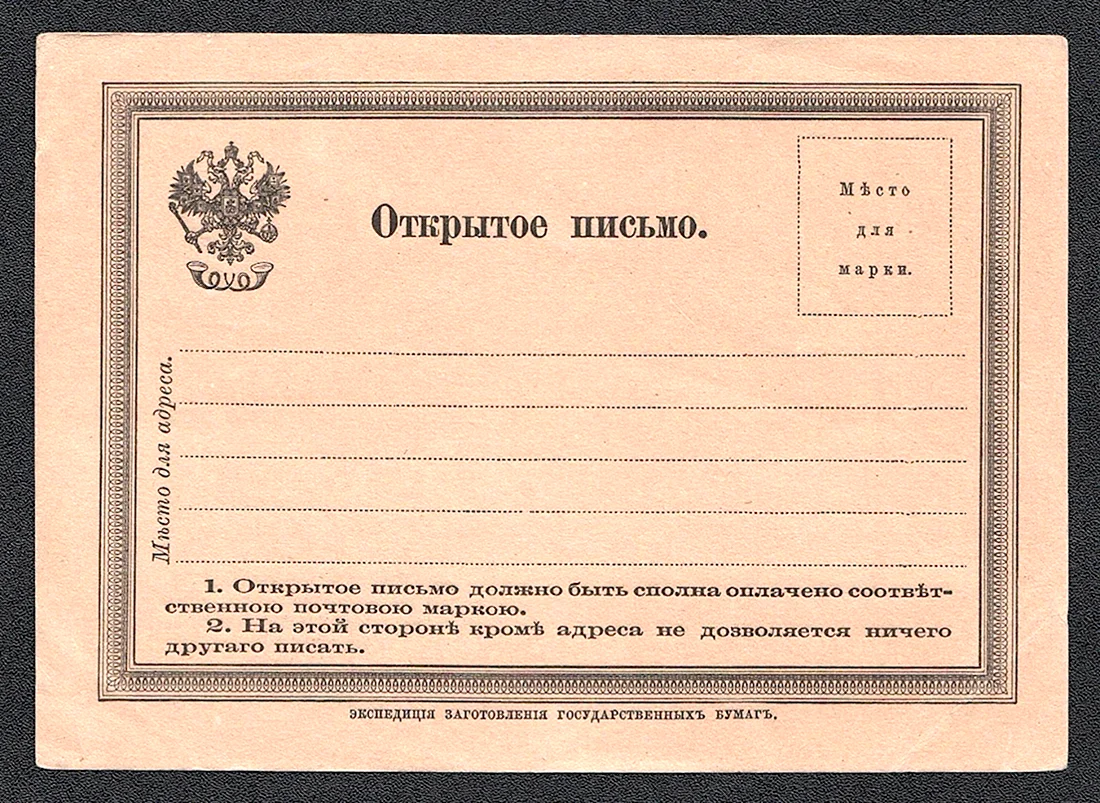 Открытое письмо.
Мѣсто
для
марки.
Мѣсто для адреса.
1. Открытое письмо должно быть сполна оплачено соотвѣт-
ственною почтовою маркою.
2. На этой сторонѣ кромѣ адреса не дозволяется ничего
другаго писать.
ЭКСПЕДИЦІЯ ЗАГОТОВЛЕНІЯ ГОСУДАРСТВЕННЫХЪ БУМАГЪ.